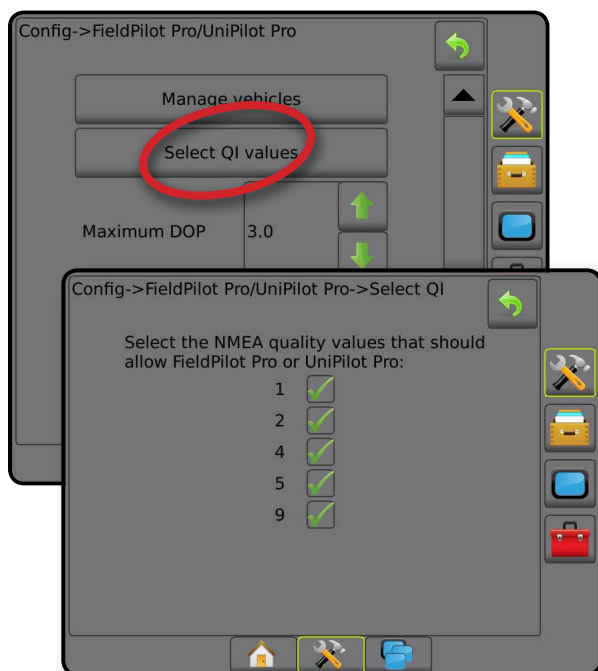 Config->FieldPilot Pro/UniPilot Pro
Manage vehicles
Select QI values
Maximum DOP 3.0
Config->FieldPilot Pro/UniPilot Pro->Select QI
Select the NMEA quality values that should
allow FieldPilot Pro or UniPilot Pro:
1
2
4
5
9